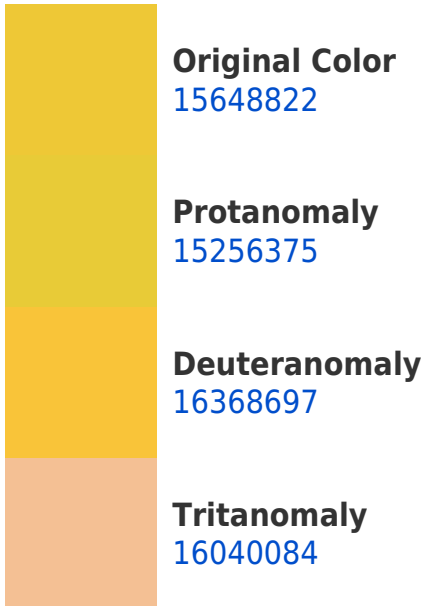 Original Color
15648822
Protanomaly
15256375
Deuteranomaly
16368697
Tritanomaly
16040084